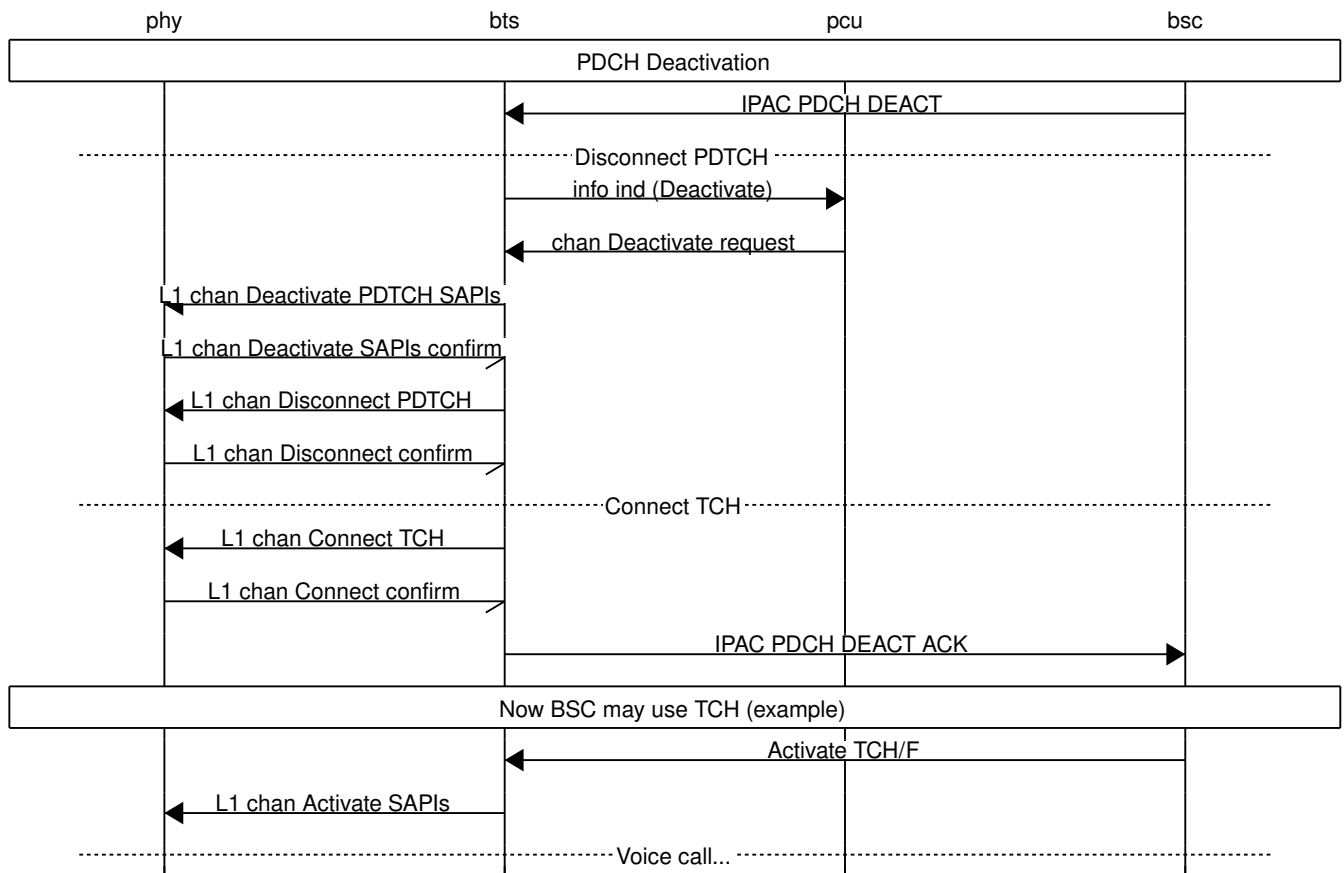 phy bts pcu bsc
PDCH Deactivation
IPAC PDCH DEACT
Disconnect PDTCH
info ind (Deactivate)
chan Deactivate request
L1 chan Deactivate PDTCH SAPIs
L1 chan Deactivate SAPIs confirm
L1 chan Disconnect PDTCH
L1 chan Disconnect confirm
Connect TCH
L1 chan Connect TCH
L1 chan Connect confirm
IPAC PDCH DEACT ACK
Now BSC may use TCH (example)
Activate TCH/F
L1 chan Activate SAPIs
Voice call...